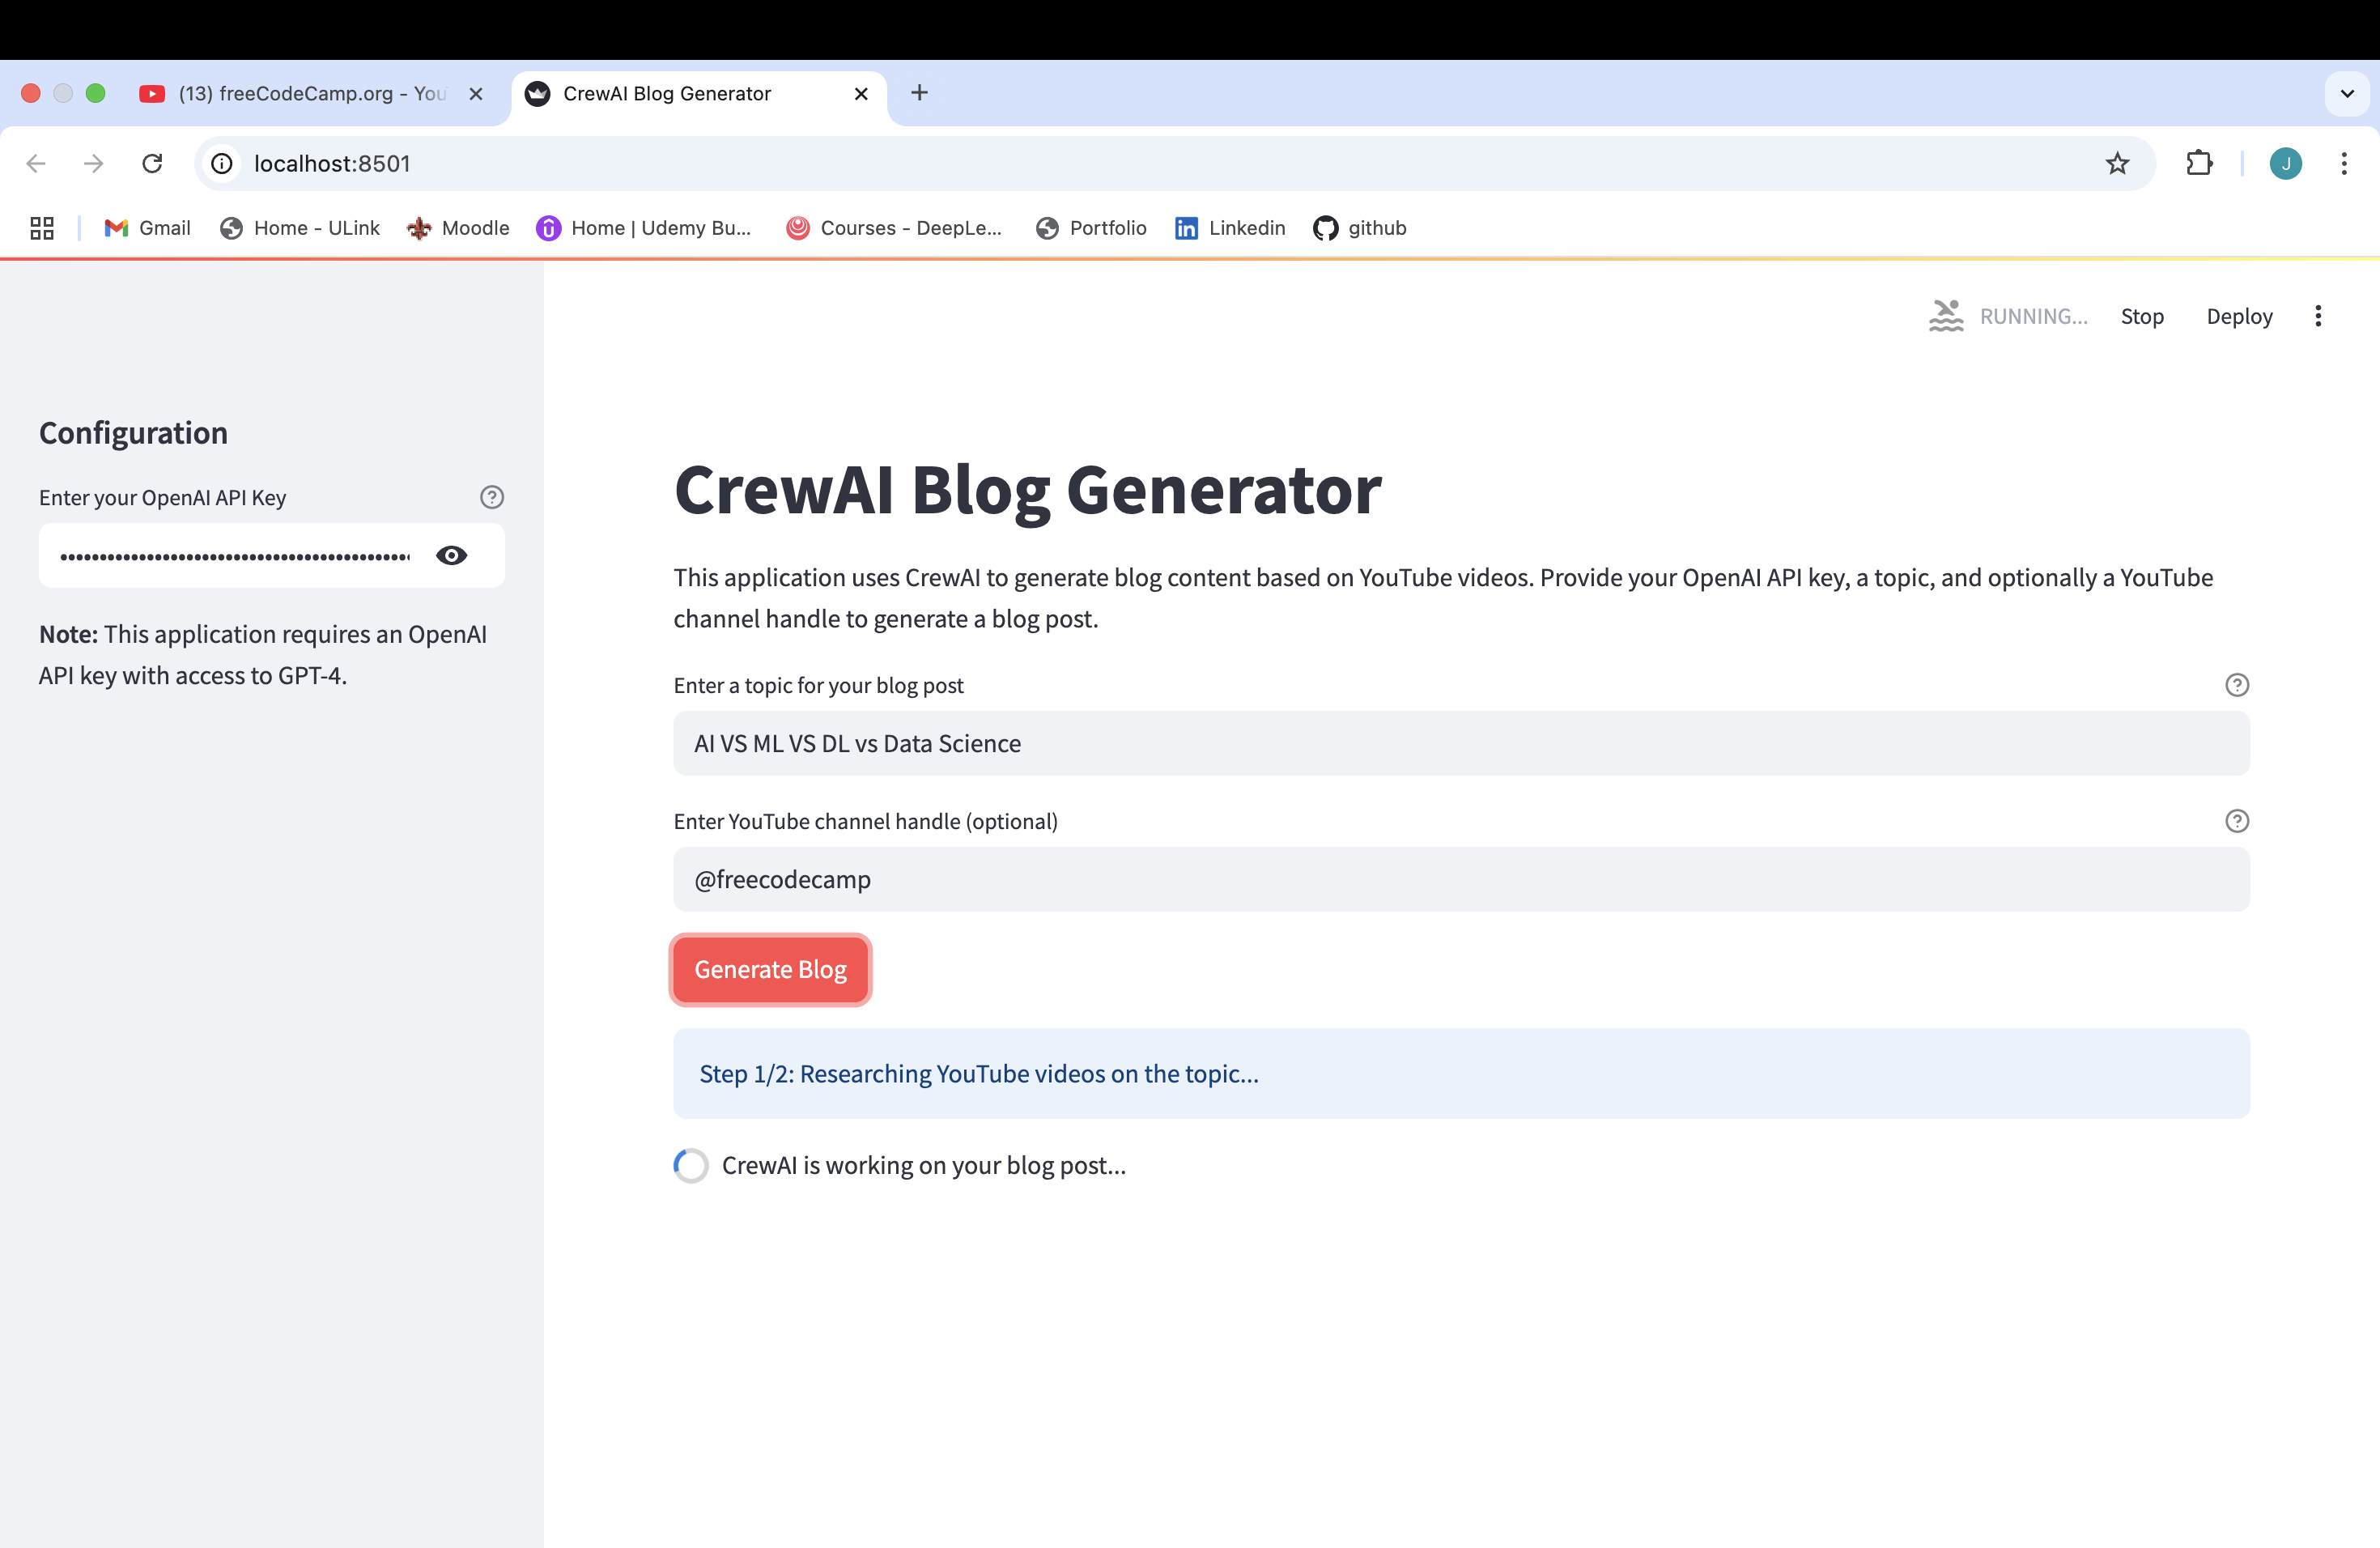 (13) freeCodeCamp.org - You
CrewAI Blog Generator
localhost:8501
Gmail
Home - ULink
Moodle
Home | Udemy Bu...
Courses - DeepLe...
Portfolio
Linkedin
github
J
RUNNING...
Stop
Deploy
Configuration
Enter your OpenAI API Key
Note: This application requires an OpenAI
API key with access to GPT-4.
CrewAI Blog Generator
This application uses CrewAI to generate blog content based on YouTube videos. Provide your OpenAI API key, a topic, and optionally a YouTube
channel handle to generate a blog post.
Enter a topic for your blog post
AI VS ML VS DL vs Data Science
Enter YouTube channel handle (optional)
@freecodecamp
Generate Blog
Step 1/2: Researching YouTube videos on the topic...
CrewAI is working on your blog post...